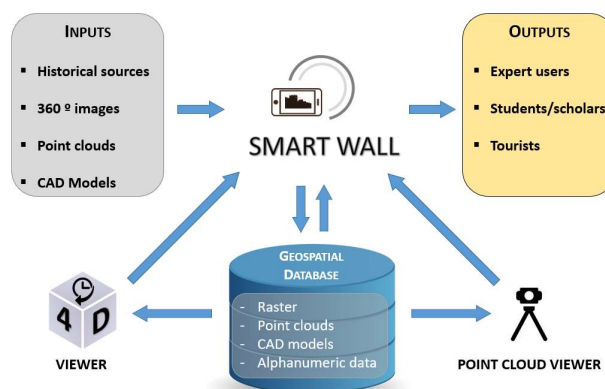 INPUTS
▪ Historical sources
▪ 360 º images
▪ Point clouds
▪ CAD Models
SMART WALL
OUTPUTS
▪ Expert users
▪ Students/scholars
▪ Tourists
GEOSPATIAL
DATABASE
- Raster
- Point clouds
- CAD models
- Alphanumeric data
4D
VIEWER
POINT CLOUD VIEWER